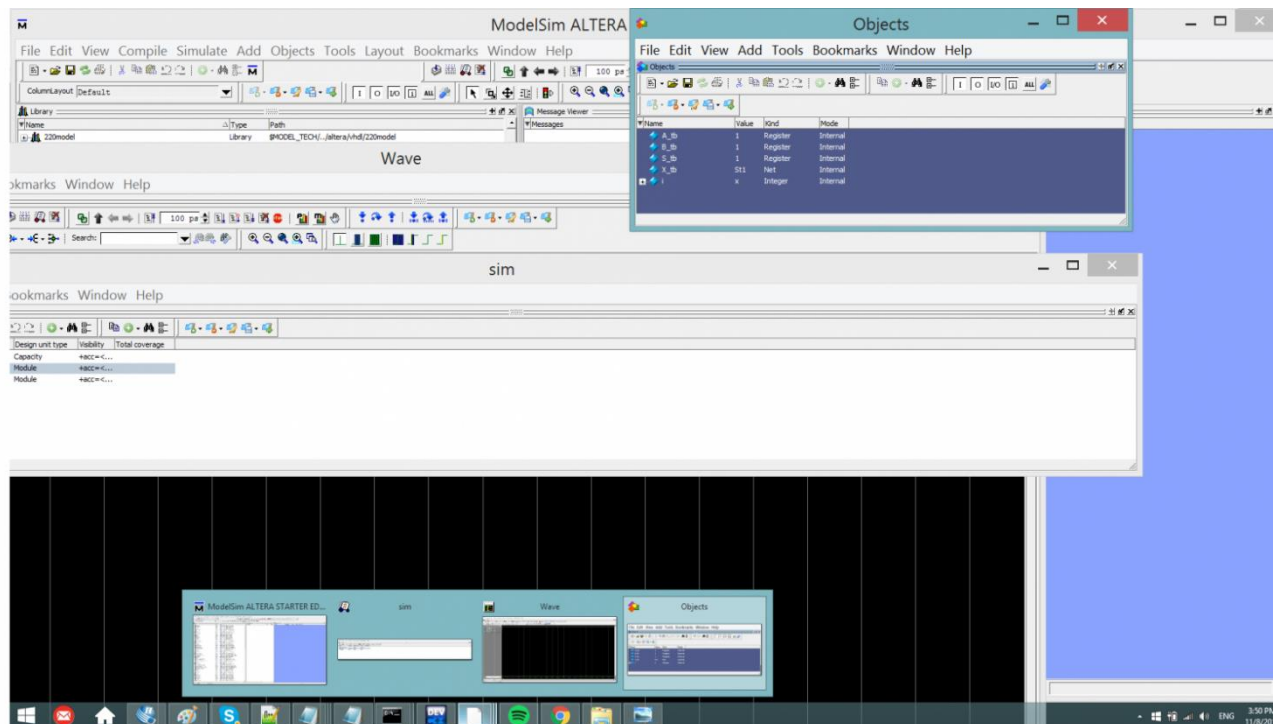 ModelSim ALTERA
File Edit View Compile Simulate Add Objects Tools Layout Bookmarks Window Help
100 ps
ColumnLayout Default
Library
Name Type Path
220model Library $MODEL_TECH/../altera/vhdl/220model
Message Viewer
Messages
Objects
File Edit View Add Tools Bookmarks Window Help
Objects
Name Value Kind Mode
A_tb 1 Register Internal
B_tb 1 Register Internal
S_tb 1 Register Internal
X_tb St1 Net Internal
i x Integer Internal
Wave
okmarks Window Help
100 ps
Search:
sim
Bookmarks Window Help
Design unit type Visibility Total coverage
Capacity +acc=<...
Module +acc=<...
Module +acc=<...
ModelSim ALTERA STARTER ED...
sim
Wave
Objects
ENG
3:50 PM